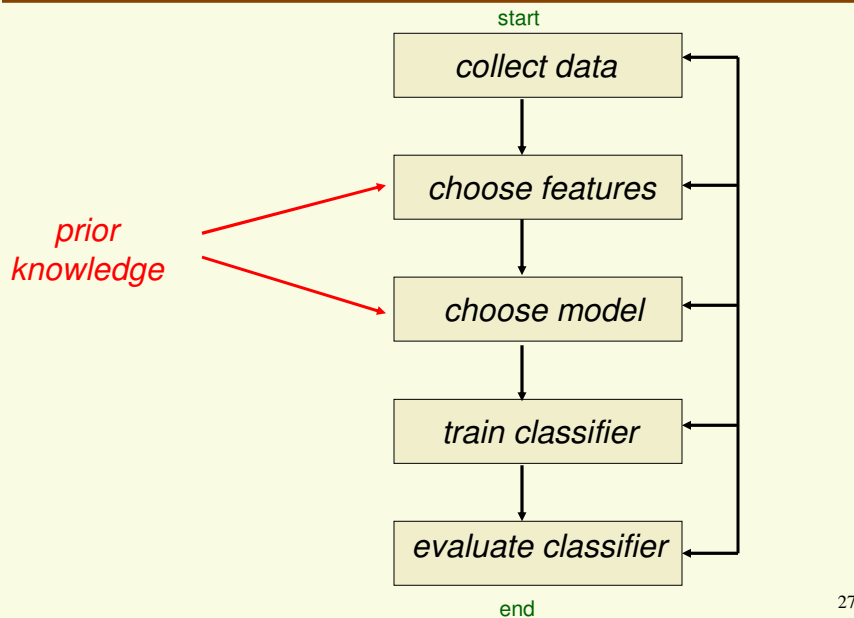 start
collect data
choose features
prior
knowledge
choose model
train classifier
evaluate classifier
end
27